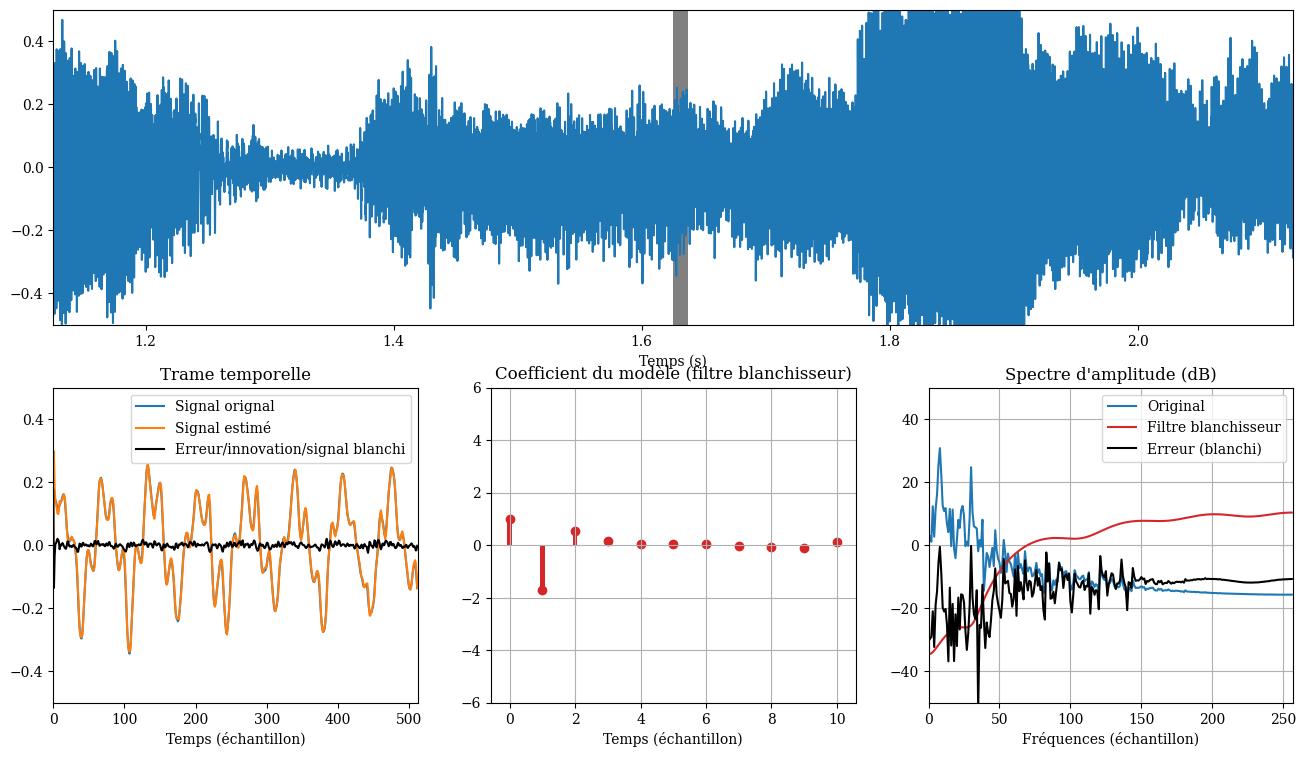 0.4
0.2
0.0
−0.2
−0.4
1.2 1.4 1.6 1.8 2.0
Temps (s)
Trame temporelle
0.4
0.2
0.0
−0.2
−0.4
Signal orignal
Signal estimé
Erreur/innovation/signal blanchi
0 100 200 300 400 500
Temps (échantillon)
Coefficient du modèle (filtre blanchisseur)
6
4
2
0
−2
−4
−6
0 2 4 6 8 10
Temps (échantillon)
Spectre d'amplitude (dB)
40
20
0
−20
−40
Original
Filtre blanchisseur
Erreur (blanchi)
0 50 100 150 200 250
Fréquences (échantillon)